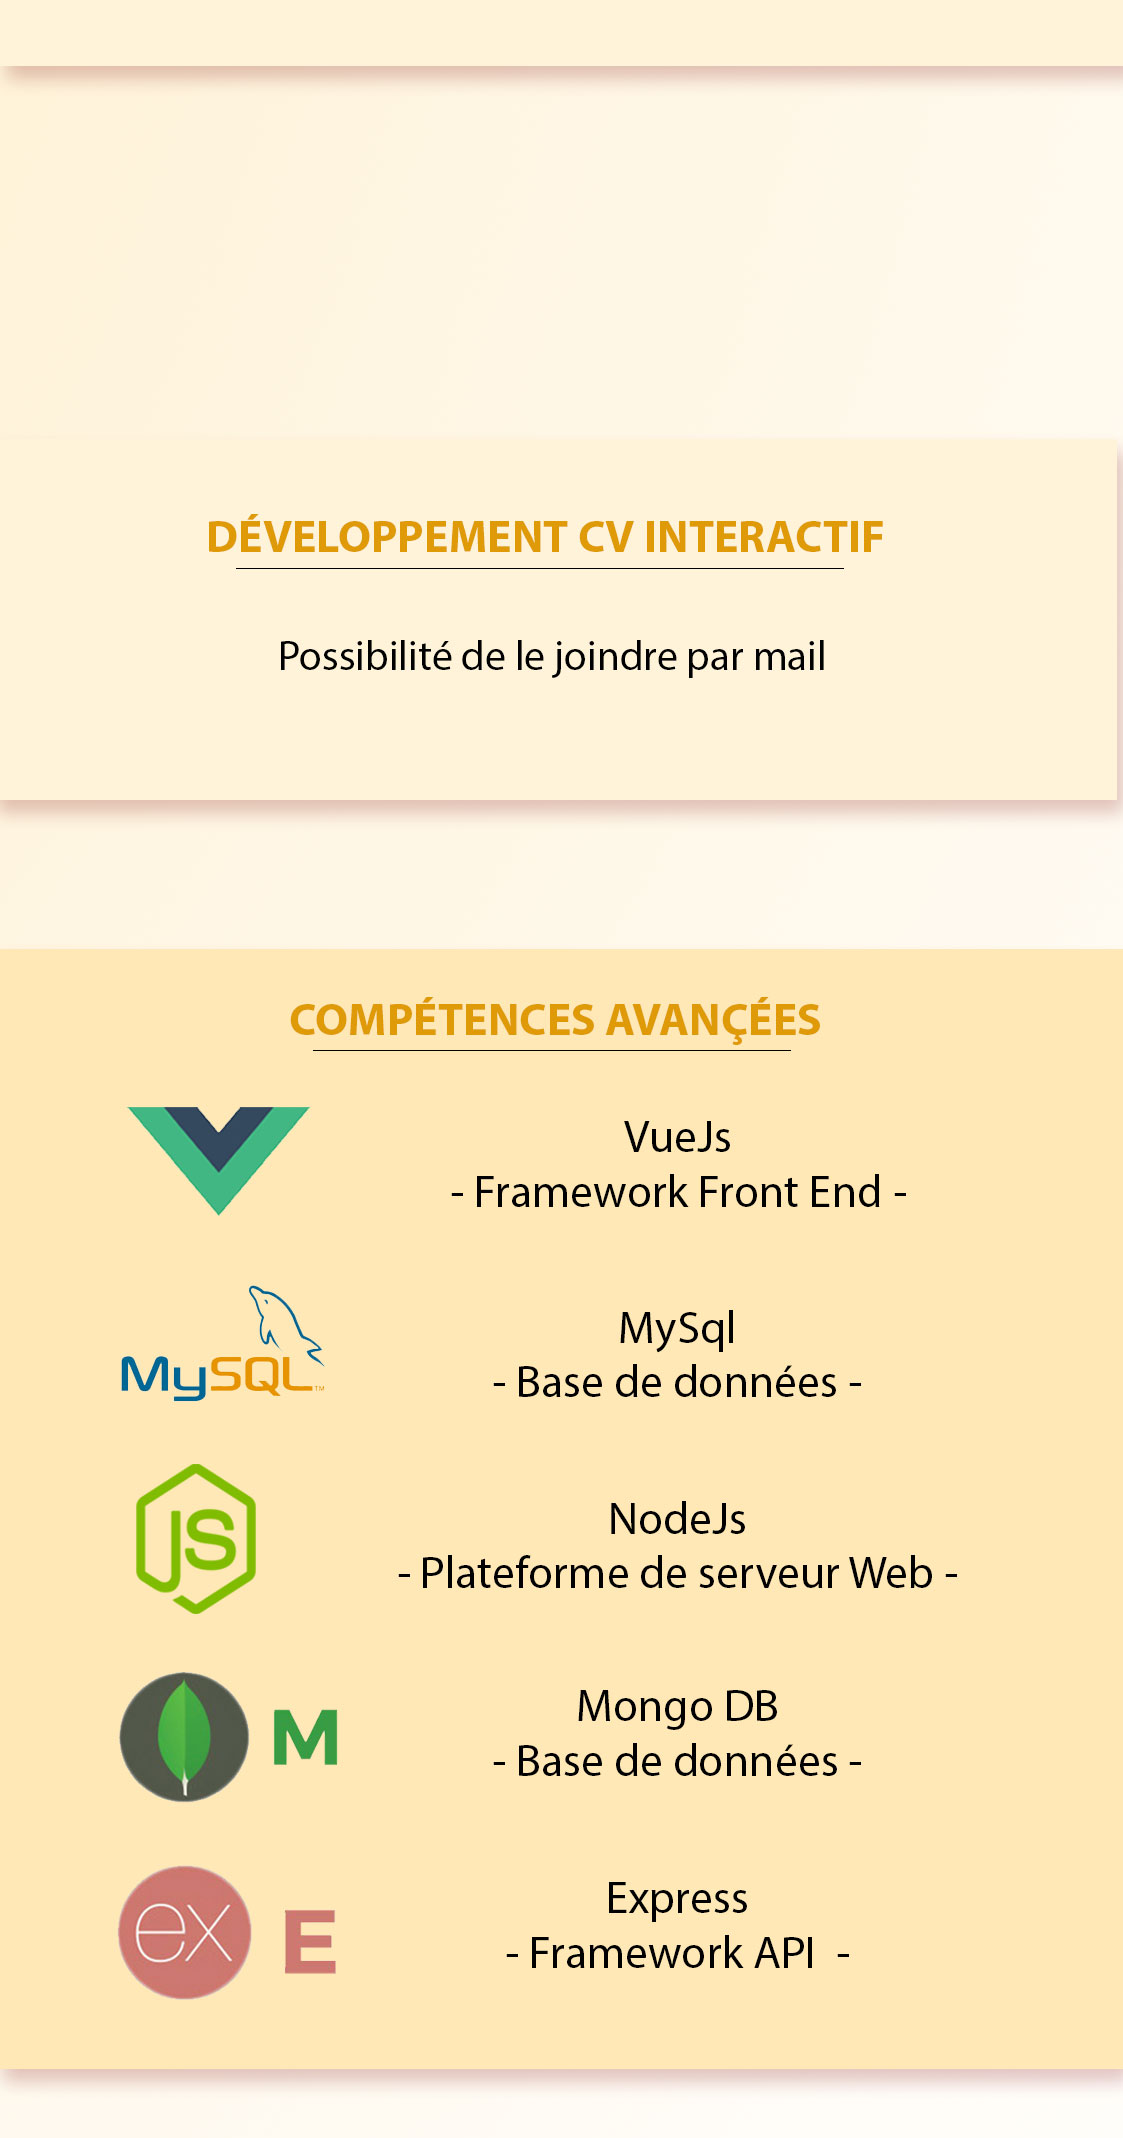 DÉVELOPPEMENT CV INTERACTIF
Possibilité de le joindre par mail
COMPÉTENCES AVANÇÉES
VueJs
- Framework Front End -
MySQL™
MySql
- Base de données -
JS
NodeJs
- Plateforme de serveur Web -
M
Mongo DB
- Base de données -
ex E
Express
- Framework API -